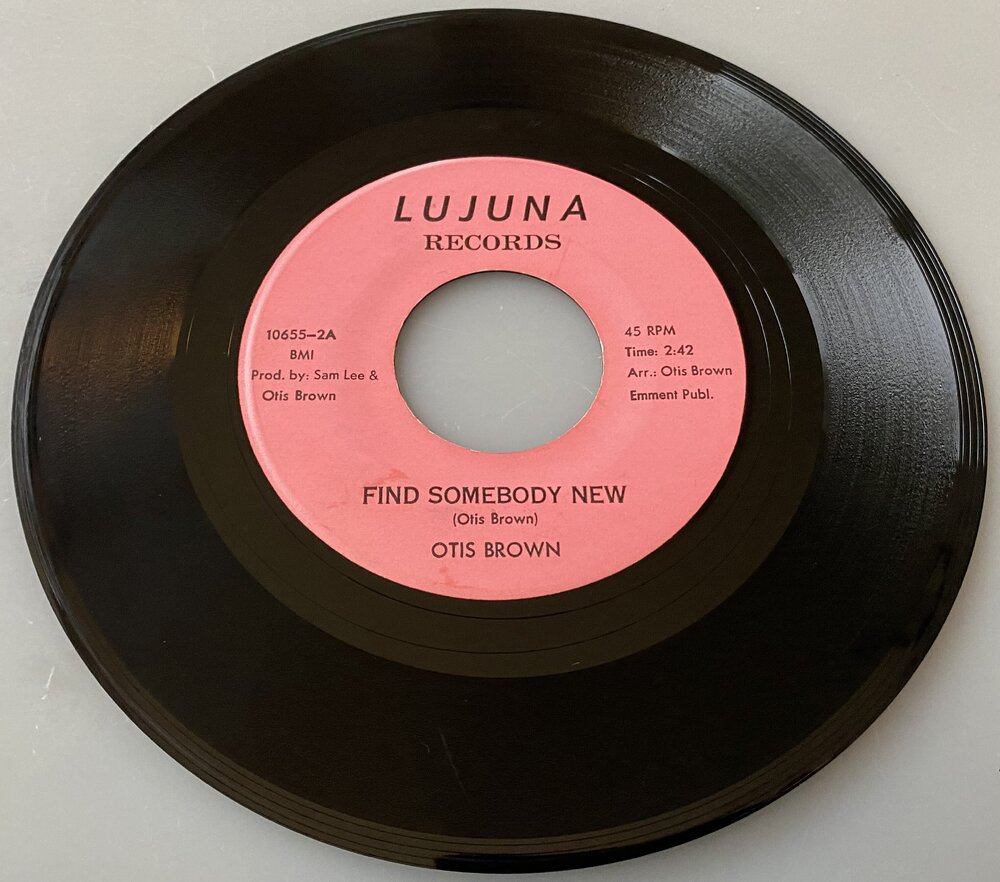 LUJUNA
RECORDS
10655–2A
BMI
Prod. by: Sam Lee &
Otis Brown
45 RPM
Time: 2:42
Arr.: Otis Brown
Emment Publ.
FIND SOMEBODY NEW
(Otis Brown)
OTIS BROWN